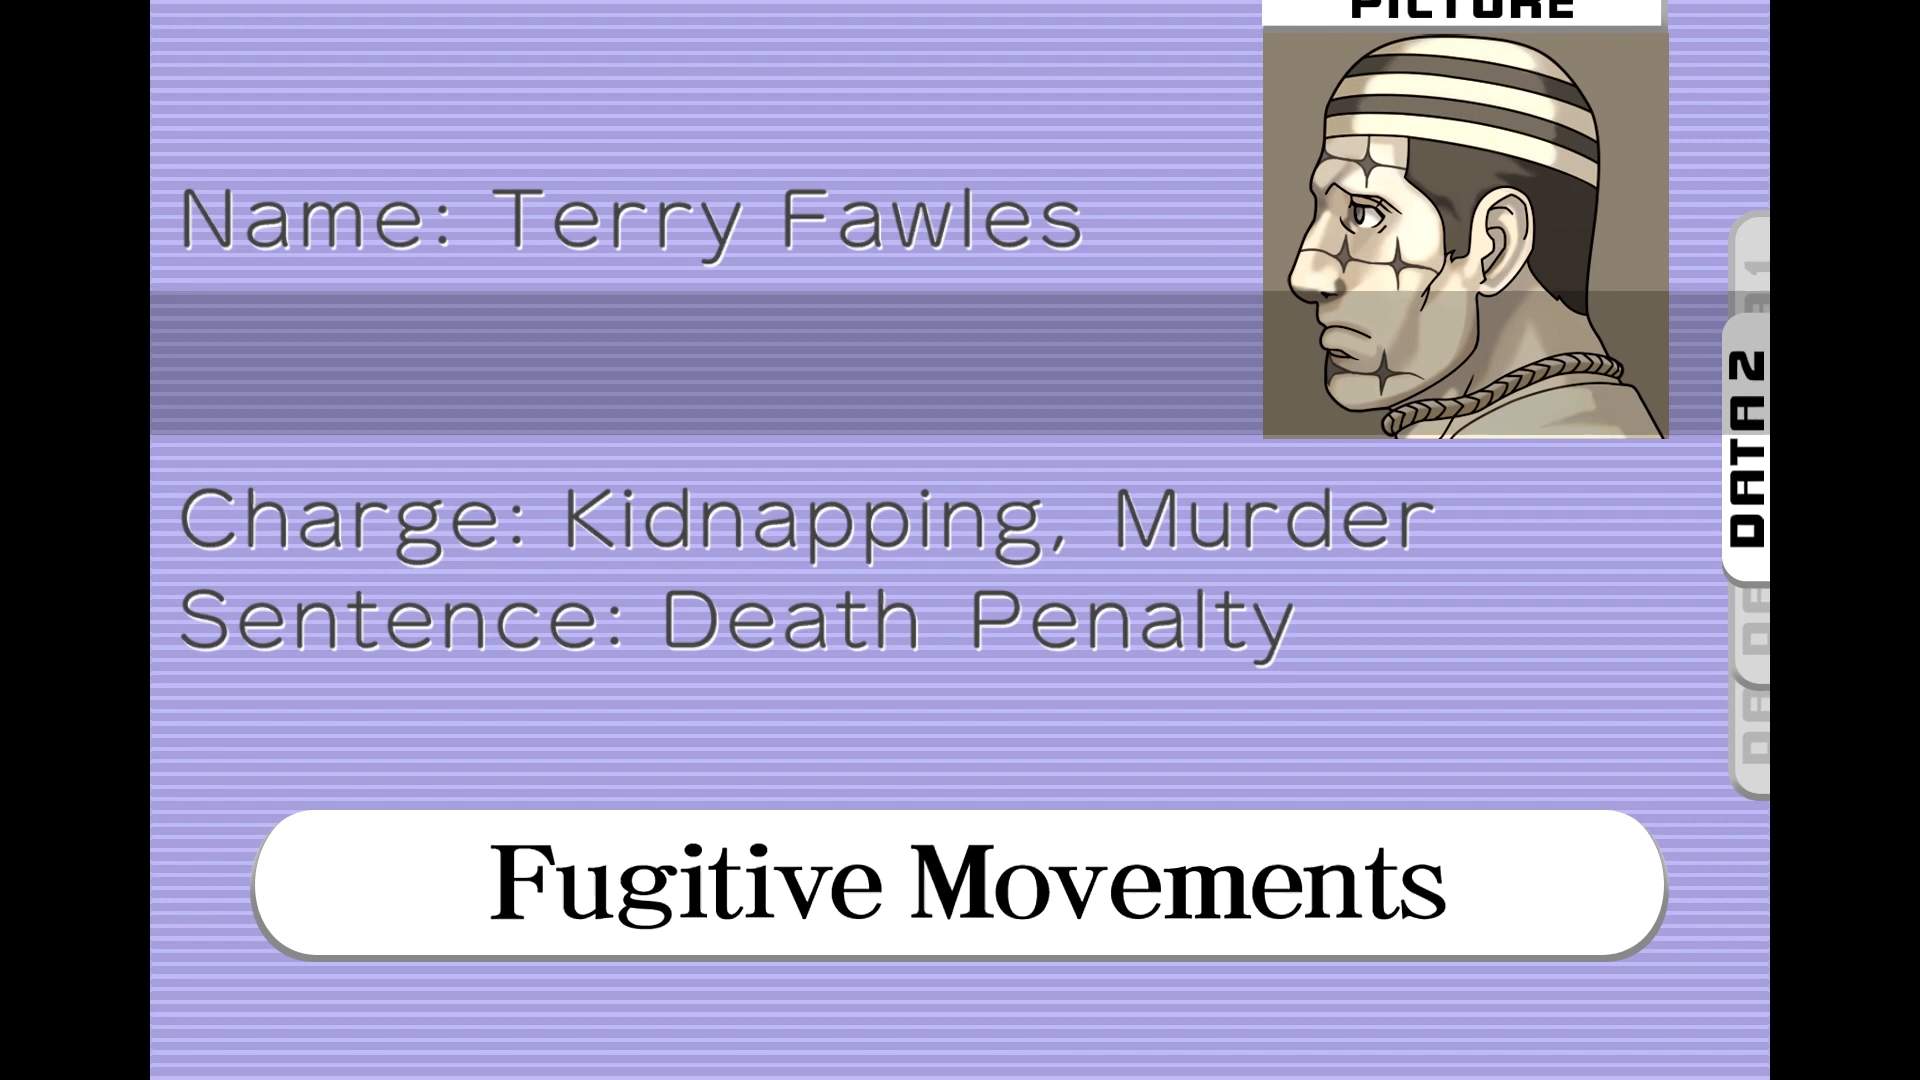 PICTURE
Name: Terry Fawles
Charge: Kidnapping, Murder
Sentence: Death Penalty
DATA 2
Fugitive Movements